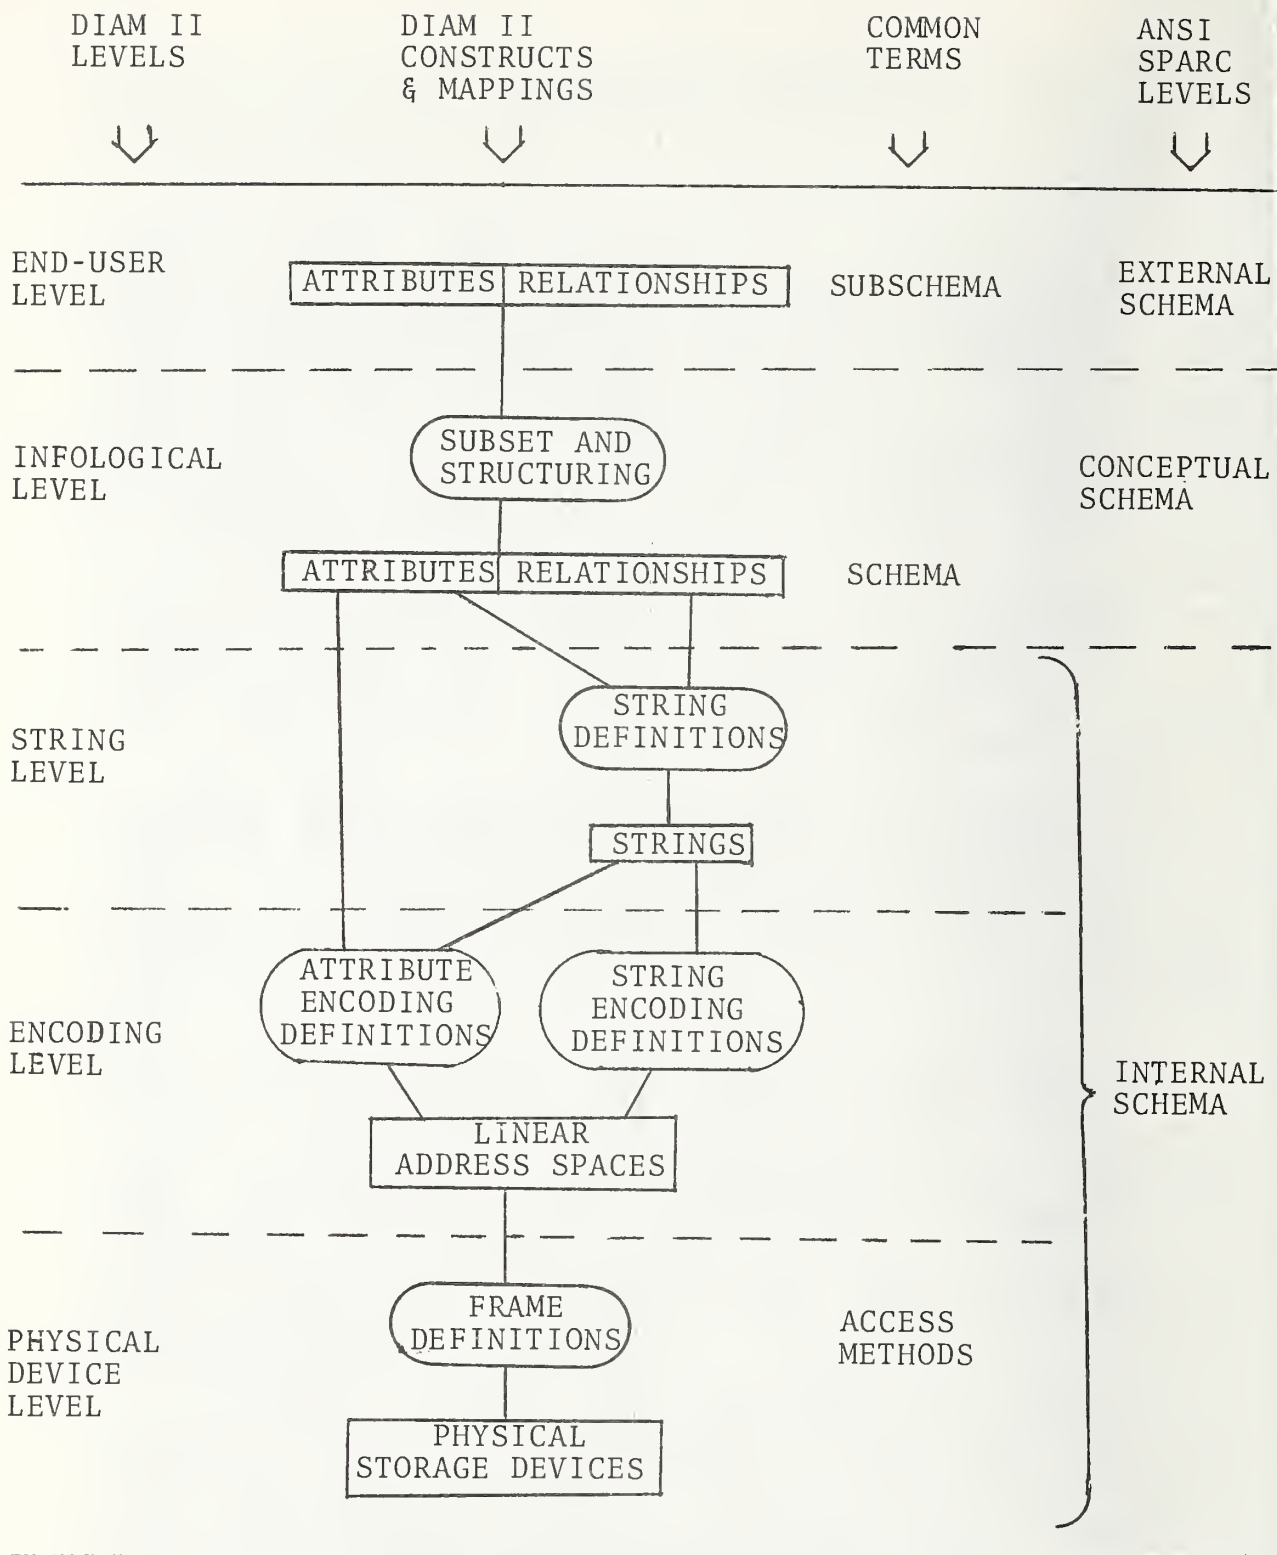 DIAM II
LEVELS
DIAM II
CONSTRUCTS
& MAPPINGS
COMMON
TERMS
ANSI
SPARC
LEVELS
END-USER
LEVEL
ATTRIBUTES RELATIONSHIPS
SUBSCHEMA
EXTERNAL
SCHEMA
INFOLOGICAL
LEVEL
SUBSET AND
STRUCTURING
CONCEPTUAL
SCHEMA
ATTRIBUTES RELATIONSHIPS
SCHEMA
STRING
LEVEL
STRING
DEFINITIONS
STRINGS
ENCODING
LEVEL
ATTRIBUTE
ENCODING
DEFINITIONS
STRING
ENCODING
DEFINITIONS
INTERNAL
SCHEMA
LINEAR
ADDRESS SPACES
PHYSICAL
DEVICE
LEVEL
FRAME
DEFINITIONS
ACCESS
METHODS
PHYSICAL
STORAGE DEVICES